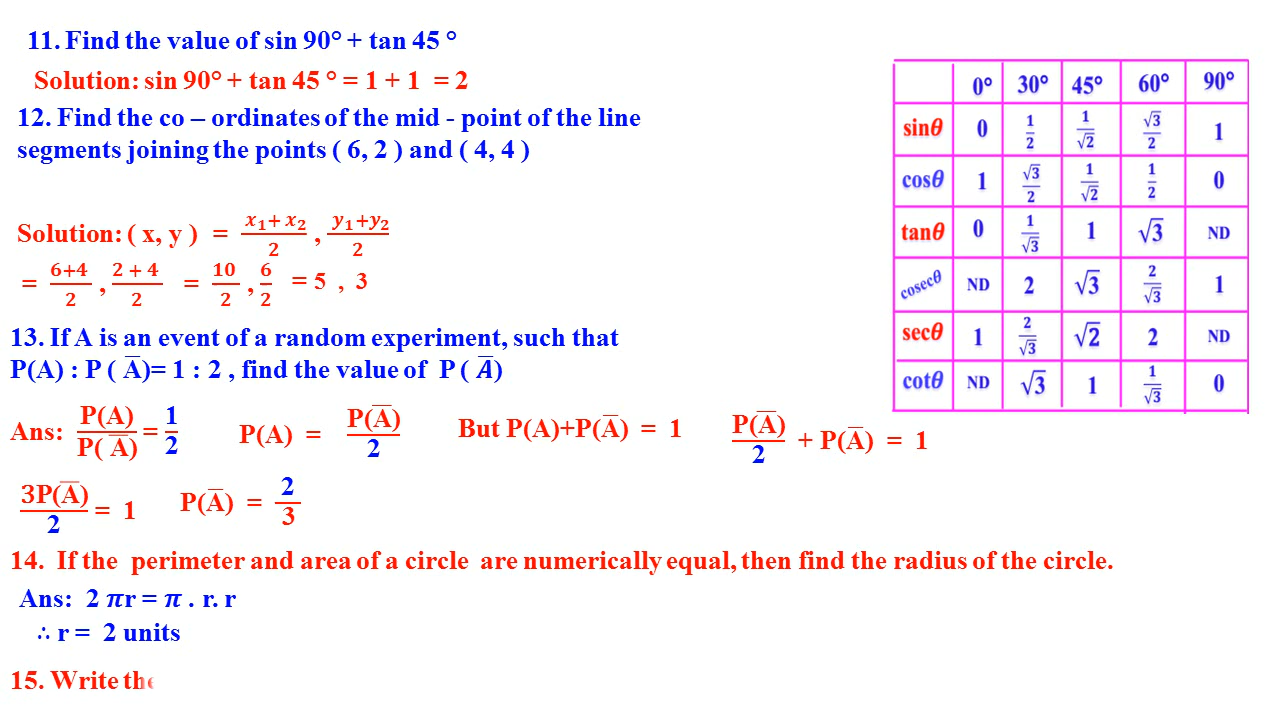 11. Find the value of sin 90° + tan 45 °
Solution: sin 90° + tan 45 ° = 1 + 1 = 2
12. Find the co – ordinates of the mid - point of the line
segments joining the points ( 6, 2 ) and ( 4, 4 )
Solution: ( x, y ) = (x₁+ x₂)/2 , (y₁+y₂)/2
= (6+4)/2 , (2 + 4)/2 = 10/2 , 6/2 = 5 , 3
13. If A is an event of a random experiment, such that
P(A) : P ( A̅)= 1 : 2 , find the value of P ( A̅)
Ans: P(A)/P( A̅) = 1/2 P(A) = P(A̅)/2 But P(A)+P(A̅) = 1 P(A̅)/2 + P(A̅) = 1
3P(A̅)/2 = 1 P(A̅) = 2/3
14. If the perimeter and area of a circle are numerically equal, then find the radius of the circle.
Ans: 2 πr = π . r. r
∴ r = 2 units
15. Write the
0° 30° 45° 60° 90°
sinθ 0 1/2 1/√2 √3/2 1
cosθ 1 √3/2 1/√2 1/2 0
tanθ 0 1/√3 1 √3 ND
cosecθ ND 2 √3 2/√3 1
secθ 1 2/√3 √2 2 ND
cotθ ND √3 1 1/√3 0